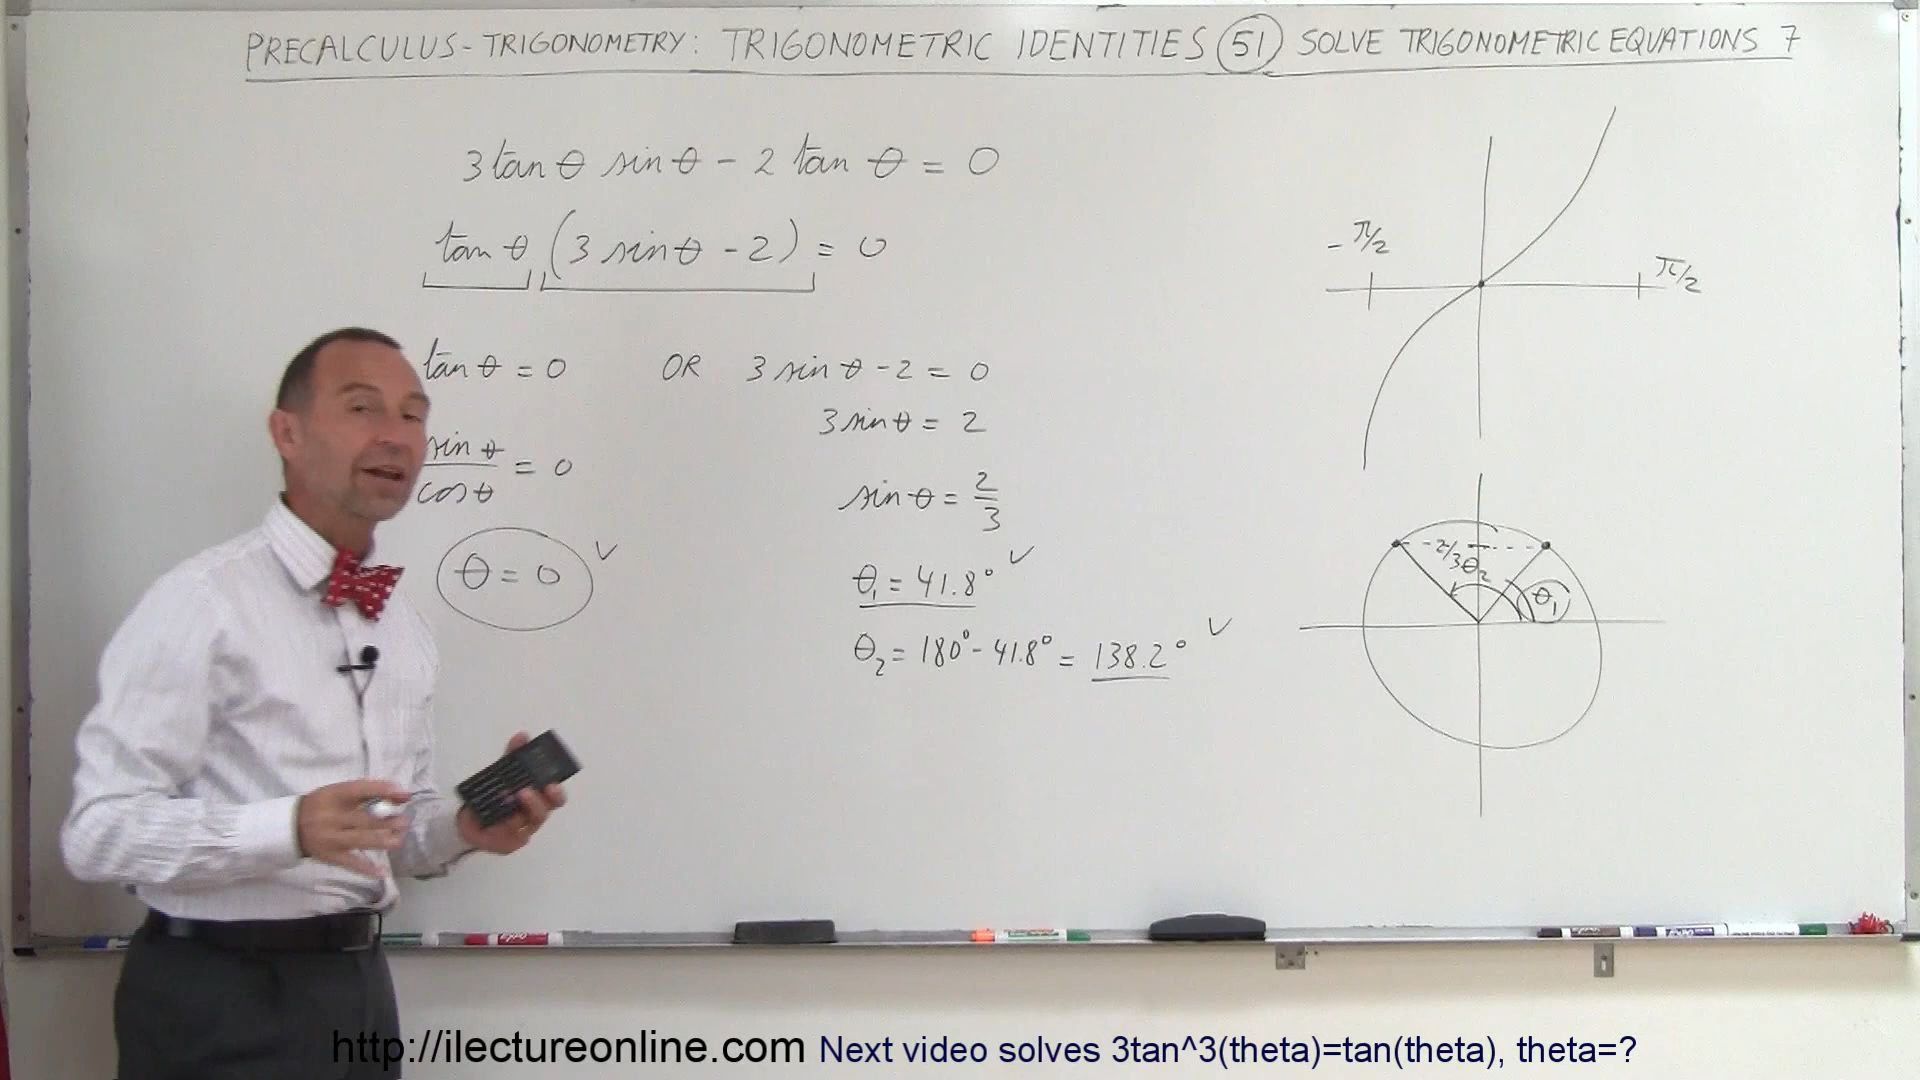 PRECALCULUS - TRIGONOMETRY: TRIGONOMETRIC IDENTITIES 51 SOLVE TRIGONOMETRIC EQUATIONS 7
3 tan θ sin θ - 2 tan θ = 0
tan θ (3 sin θ - 2) = 0
tan θ = 0 OR 3 sin θ - 2 = 0
3 sin θ = 2
sin θ / cos θ = 0
sin θ = 2/3
θ = 0 ✓
θ₁ = 41.8° ✓
θ₂ = 180° - 41.8° = 138.2° ✓
-π/2
π/2
2/3
θ₂
θ₁
http://ilectureonline.com Next video solves 3tan^3(theta)=tan(theta), theta=?